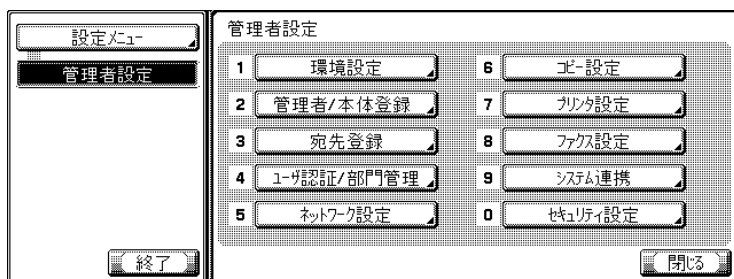 設定メニュー
管理者設定
終了
管理者設定
1 環境設定
2 管理者/本体登録
3 宛先登録
4 ユーザ認証/部門管理
5 ネットワーク設定
6 コピー設定
7 プリンタ設定
8 ファクス設定
9 システム連携
0 セキュリティ設定
閉じる